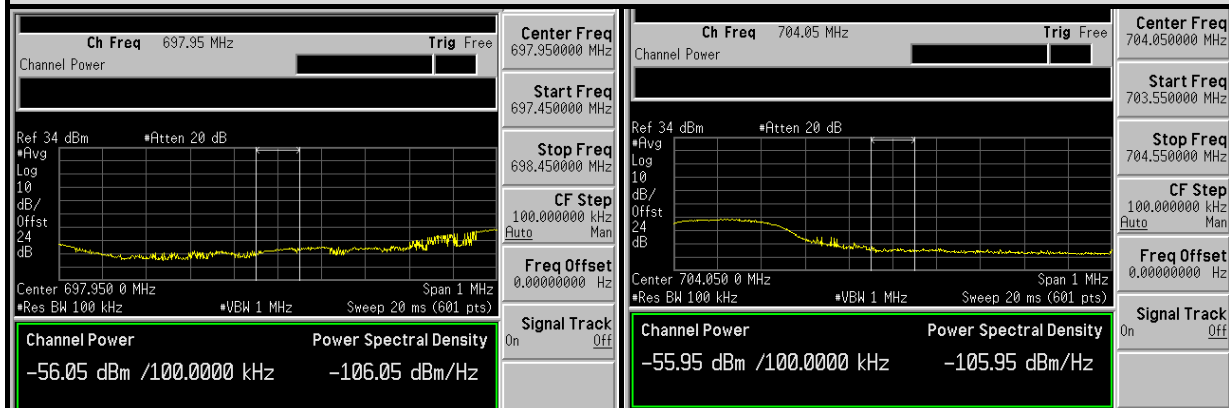 Ch Freq 697.95 MHz Trig Free
Channel Power
Ref 34 dBm #Atten 20 dB
#Avg
Log
10
dB/
Offst
24
dB
Center 697.950 0 MHz Span 1 MHz
#Res BW 100 kHz #VBW 1 MHz Sweep 20 ms (601 pts)
Channel Power Power Spectral Density
-56.05 dBm /100.0000 kHz -106.05 dBm/Hz
Center Freq
697.950000 MHz
Start Freq
697.450000 MHz
Stop Freq
698.450000 MHz
CF Step
100.000000 kHz
Auto Man
Freq Offset
0.00000000 Hz
Signal Track
On Off
Ch Freq 704.05 MHz Trig Free
Channel Power
Ref 34 dBm #Atten 20 dB
#Avg
Log
10
dB/
Offst
24
dB
Center 704.050 0 MHz Span 1 MHz
#Res BW 100 kHz #VBW 1 MHz Sweep 20 ms (601 pts)
Channel Power Power Spectral Density
-55.95 dBm /100.0000 kHz -105.95 dBm/Hz
Center Freq
704.050000 MHz
Start Freq
703.550000 MHz
Stop Freq
704.550000 MHz
CF Step
100.000000 kHz
Auto Man
Freq Offset
0.00000000 Hz
Signal Track
On Off